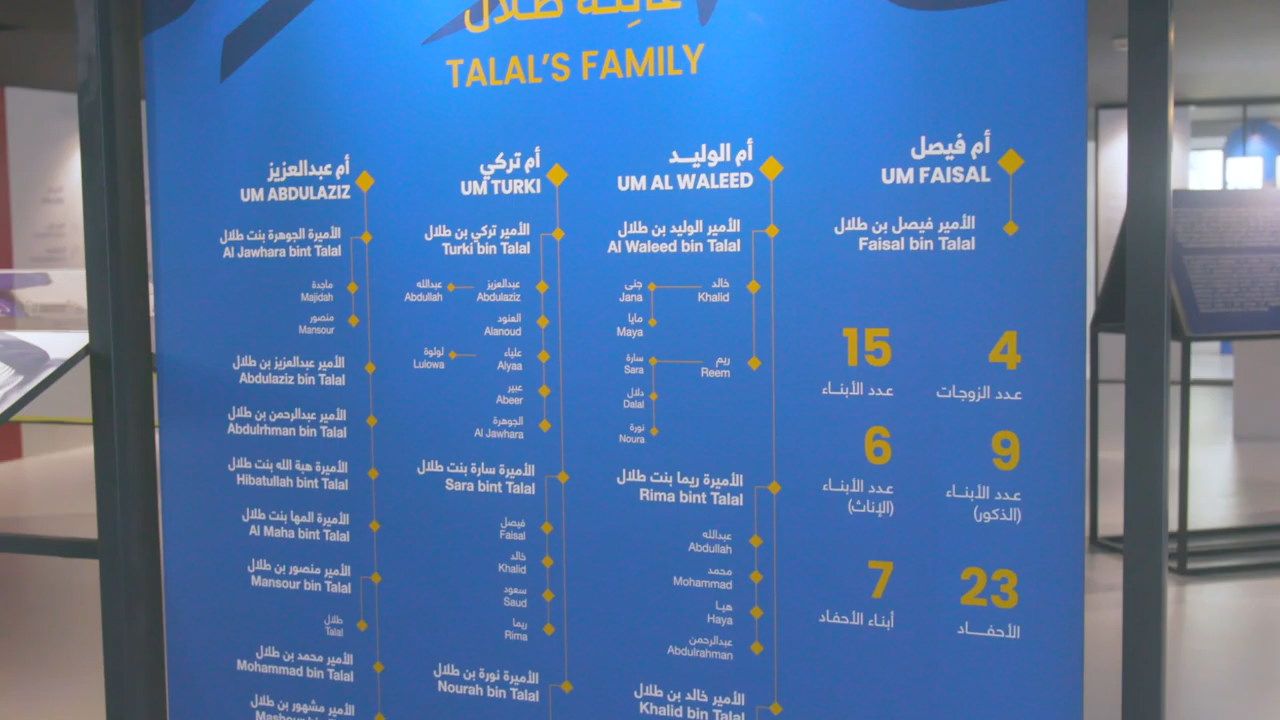 عائلة طلال
TALAL'S FAMILY
أم عبدالعزيز
UM ABDULAZIZ
الأميرة الجوهرة بنت طلال
Al Jawhara bint Talal
ماجدة
Majidah
منصور
Mansour
الأمير عبدالعزيز بن طلال
Abdulaziz bin Talal
الأمير عبدالرحمن بن طلال
Abdulrhman bin Talal
الأميرة هبة الله بنت طلال
Hibatullah bint Talal
الأميرة المها بنت طلال
Al Maha bint Talal
الأمير منصور بن طلال
Mansour bin Talal
طلال
Talal
الأمير محمد بن طلال
Mohammad bin Talal
الأمير مشهور بن طلال
أم تركي
UM TURKI
الأمير تركي بن طلال
Turki bin Talal
عبدالعزيز
Abdulaziz
عبدالله
Abdullah
العنود
Alanoud
علياء
Alyaa
لولوة
Lulowa
عبير
Abeer
الجوهرة
Al Jawhara
الأميرة سارة بنت طلال
Sara bint Talal
فيصل
Faisal
خالد
Khalid
سعود
Saud
ريما
Rima
الأميرة نورة بن طلال
Nourah bin Talal
أم الوليد
UM AL WALEED
الأمير الوليد بن طلال
Al Waleed bin Talal
خالد
Khalid
جنى
Jana
مايا
Maya
ريم
Reem
سارة
Sara
دلال
Dalal
نورة
Noura
الأميرة ريما بنت طلال
Rima bint Talal
عبدالله
Abdullah
محمد
Mohammad
هيا
Haya
عبدالرحمن
Abdulrahman
الأمير خالد بن طلال
Khalid bin Talal
أم فيصل
UM FAISAL
الأمير فيصل بن طلال
Faisal bin Talal
4
عدد الزوجات
15
عدد الأبناء
9
عدد الأبناء
(الذكور)
6
عدد الأبناء
(الإناث)
23
الأحفاد
7
أبناء الأحفاد